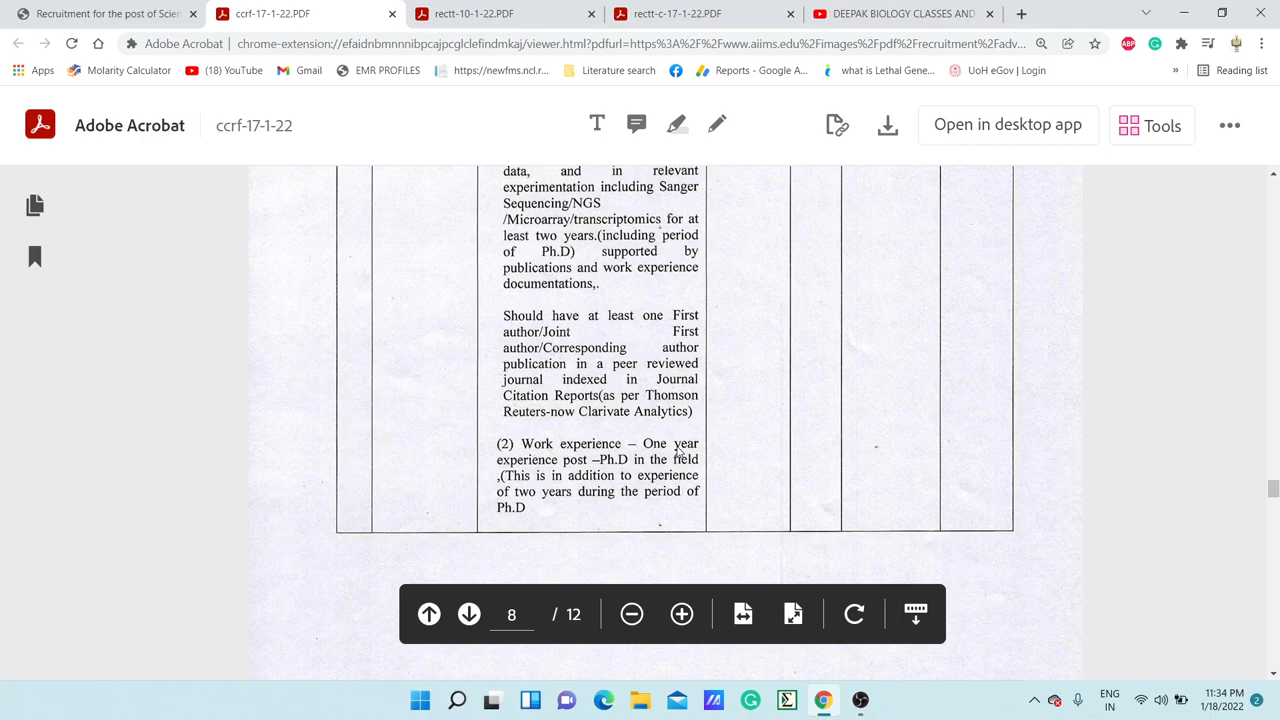 Recruitment for the post of Scien
ccrf-17-1-22.PDF
rectt-10-1-22.PDF
rectt-c-17-1-22.PDF
DEEPAK BIOLOGY CLASSES AND
Adobe Acrobat | chrome-extension://efaidnbmnnnibpcajpcglclefindmkaj/viewer.html?pdfurl=https%3A%2F%2Fwww.aiims.edu%2Fimages%2Fpdf%2Frecruitment%2Fadv...
ABP
Apps
Molarity Calculator
(18) YouTube
Gmail
EMR PROFILES
https://newfms.ncl.r...
Literature search
Reports - Google A...
what is Lethal Gene...
UoH eGov | Login
»
Reading list
Adobe Acrobat
ccrf-17-1-22
Open in desktop app
Tools
data, and in relevant
experimentation including Sanger
Sequencing/NGS
/Microarray/transcriptomics for at
least two years.(including period
of Ph.D) supported by
publications and work experience
documentations,.
Should have at least one First
author/Joint First
author/Corresponding author
publication in a peer reviewed
journal indexed in Journal
Citation Reports(as per Thomson
Reuters-now Clarivate Analytics)
(2) Work experience – One year
experience post –Ph.D in the field
,(This is in addition to experience
of two years during the period of
Ph.D
8 / 12
ENG
IN
11:34 PM
1/18/2022
2